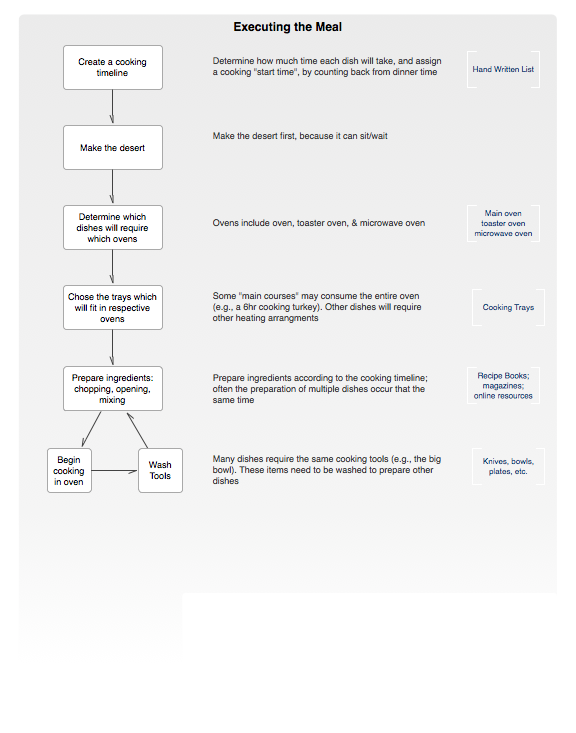 Executing the Meal
Create a cooking
timeline
Determine how much time each dish will take, and assign
a cooking "start time", by counting back from dinner time
Hand Written List
Make the desert
Make the desert first, because it can sit/wait
Determine which
dishes will require
which ovens
Ovens include oven, toaster oven, & microwave oven
Main oven
toaster oven
microwave oven
Chose the trays which
will fit in respective
ovens
Some "main courses" may consume the entire oven
(e.g., a 6hr cooking turkey). Other dishes will require
other heating arrangments
Cooking Trays
Prepare ingredients:
chopping, opening,
mixing
Prepare ingredients according to the cooking timeline;
often the preparation of multiple dishes occur that the
same time
Recipe Books;
magazines;
online resources
Begin
cooking
in oven
Wash
Tools
Many dishes require the same cooking tools (e.g., the big
bowl). These items need to be washed to prepare other
dishes
Knives, bowls,
plates, etc.